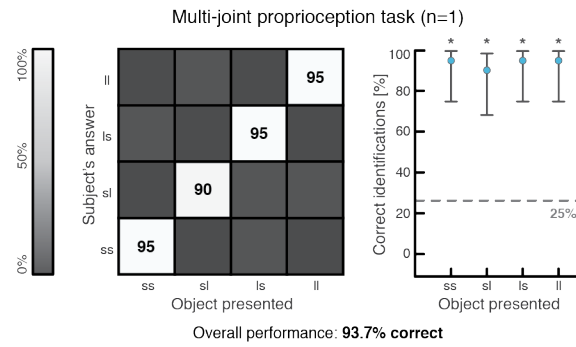 Multi-joint proprioception task (n=1)
100%
50%
0%
Subject's answer
ll
ls
sl
ss
95
95
90
95
ss sl ls ll
Object presented
Correct identifications [%]
100
80
60
40
20
0
* * * *
25%
ss sl ls ll
Object presented
Overall performance: 93.7% correct